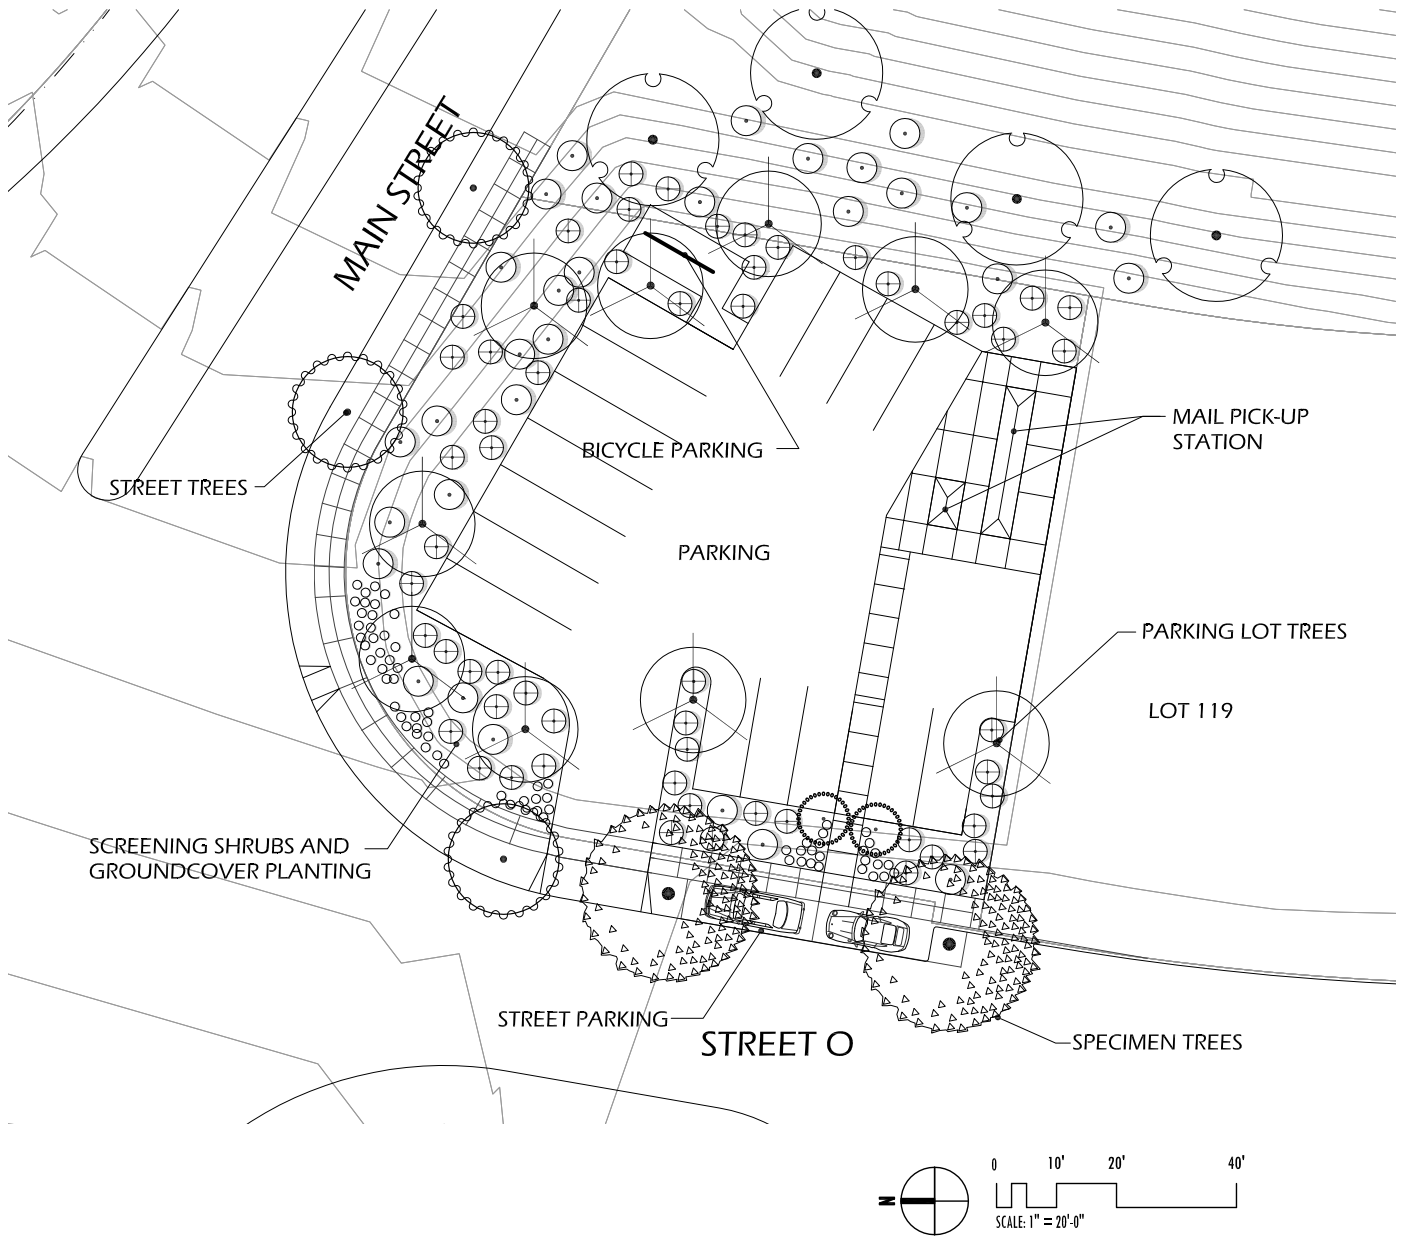 MAIN STREET
BICYCLE PARKING
MAIL PICK-UP
STATION
STREET TREES
PARKING
PARKING LOT TREES
LOT 119
SCREENING SHRUBS AND
GROUNDCOVER PLANTING
STREET PARKING
STREET O
SPECIMEN TREES
N
0 10' 20' 40'
SCALE: 1" = 20'-0"